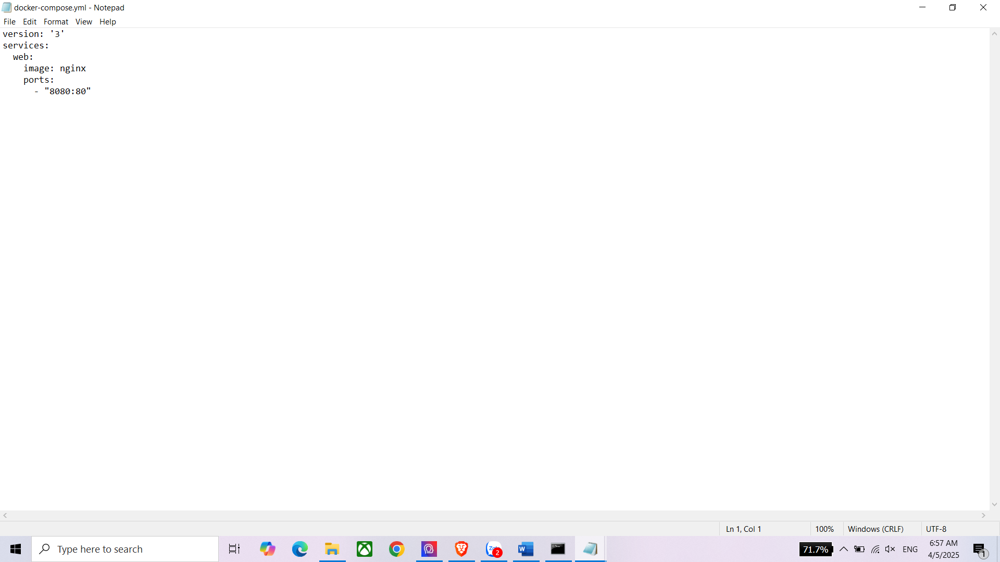 docker-compose.yml - Notepad
File Edit Format View Help
version: '3'
services:
  web:
    image: nginx
    ports:
      - "8080:80"
Ln 1, Col 1 100% Windows (CRLF) UTF-8
Type here to search
2
71.7%
ENG
6:57 AM
4/5/2025
1